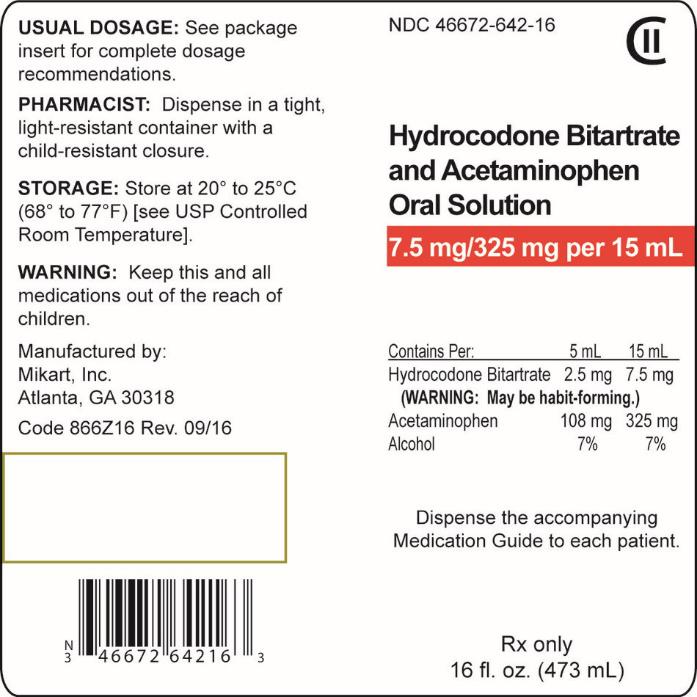 USUAL DOSAGE: See package
insert for complete dosage
recommendations.
PHARMACIST: Dispense in a tight,
light-resistant container with a
child-resistant closure.
STORAGE: Store at 20° to 25°C
(68° to 77°F) [see USP Controlled
Room Temperature].
WARNING: Keep this and all
medications out of the reach of
children.
Manufactured by:
Mikart, Inc.
Atlanta, GA 30318
Code 866Z16 Rev. 09/16
N
3 46672 64216 3
NDC 46672-642-16
CII
Hydrocodone Bitartrate
and Acetaminophen
Oral Solution
7.5 mg/325 mg per 15 mL
Contains Per: 5 mL 15 mL
Hydrocodone Bitartrate 2.5 mg 7.5 mg
(WARNING: May be habit-forming.)
Acetaminophen 108 mg 325 mg
Alcohol 7% 7%
Dispense the accompanying
Medication Guide to each patient.
Rx only
16 fl. oz. (473 mL)